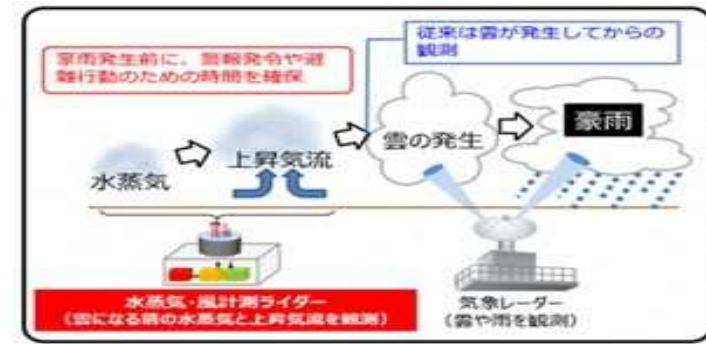 豪雨発生前に、警報発令や避
難行動のための時間を確保
従来は雲が発生してからの
観測
水蒸気
上昇気流
雲の発生
豪雨
水蒸気・風計測ライダー
(雲になる前の水蒸気と上昇気流を観測)
気象レーダー
(雲や雨を観測)